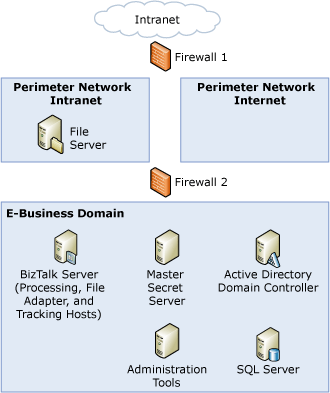 Intranet
Firewall 1
Perimeter Network
Intranet
File
Server
Perimeter Network
Internet
Firewall 2
E-Business Domain
BizTalk Server
(Processing, File
Adapter, and
Tracking Hosts)
Master
Secret
Server
Active Directory
Domain Controller
Administration
Tools
SQL Server